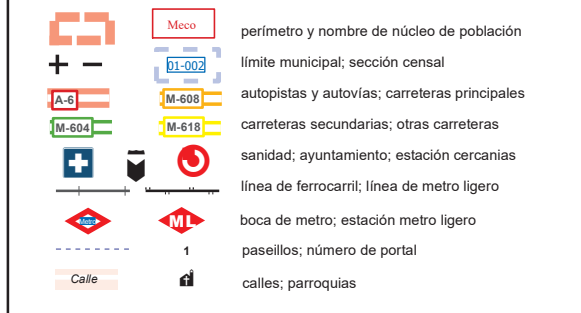 Meco perímetro y nombre de núcleo de población
01-002 límite municipal; sección censal
A-6 M-608 autopistas y autovías; carreteras principales
M-604 M-618 carreteras secundarias; otras carreteras
sanidad; ayuntamiento; estación cercanias
línea de ferrocarril; línea de metro ligero
Metro ML boca de metro; estación metro ligero
1 paseillos; número de portal
Calle calles; parroquias